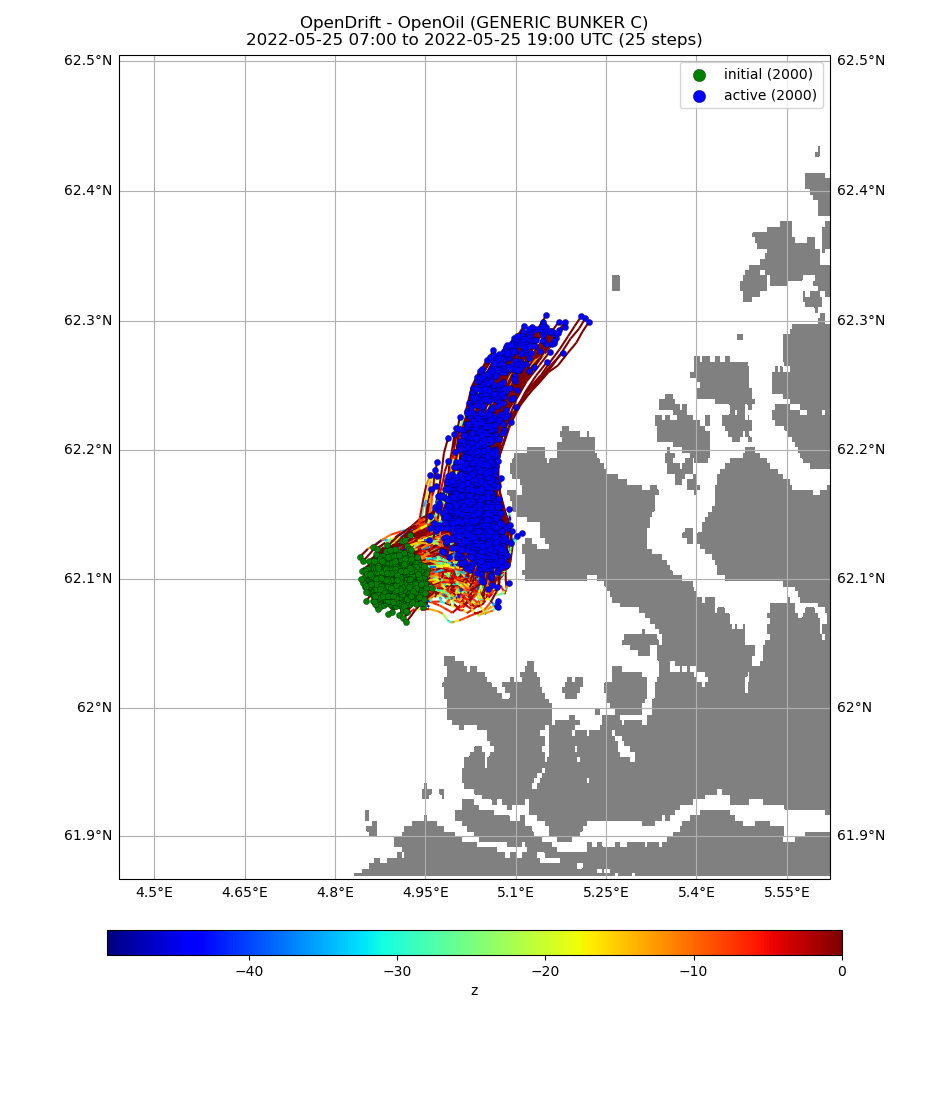 OpenDrift - OpenOil (GENERIC BUNKER C)
2022-05-25 07:00 to 2022-05-25 19:00 UTC (25 steps)
62.5°N 62.5°N
initial (2000)
active (2000)
62.4°N 62.4°N
62.3°N 62.3°N
62.2°N 62.2°N
62.1°N 62.1°N
62°N 62°N
61.9°N 61.9°N
4.5°E 4.65°E 4.8°E 4.95°E 5.1°E 5.25°E 5.4°E 5.55°E
−40 −30 −20 −10 0
z